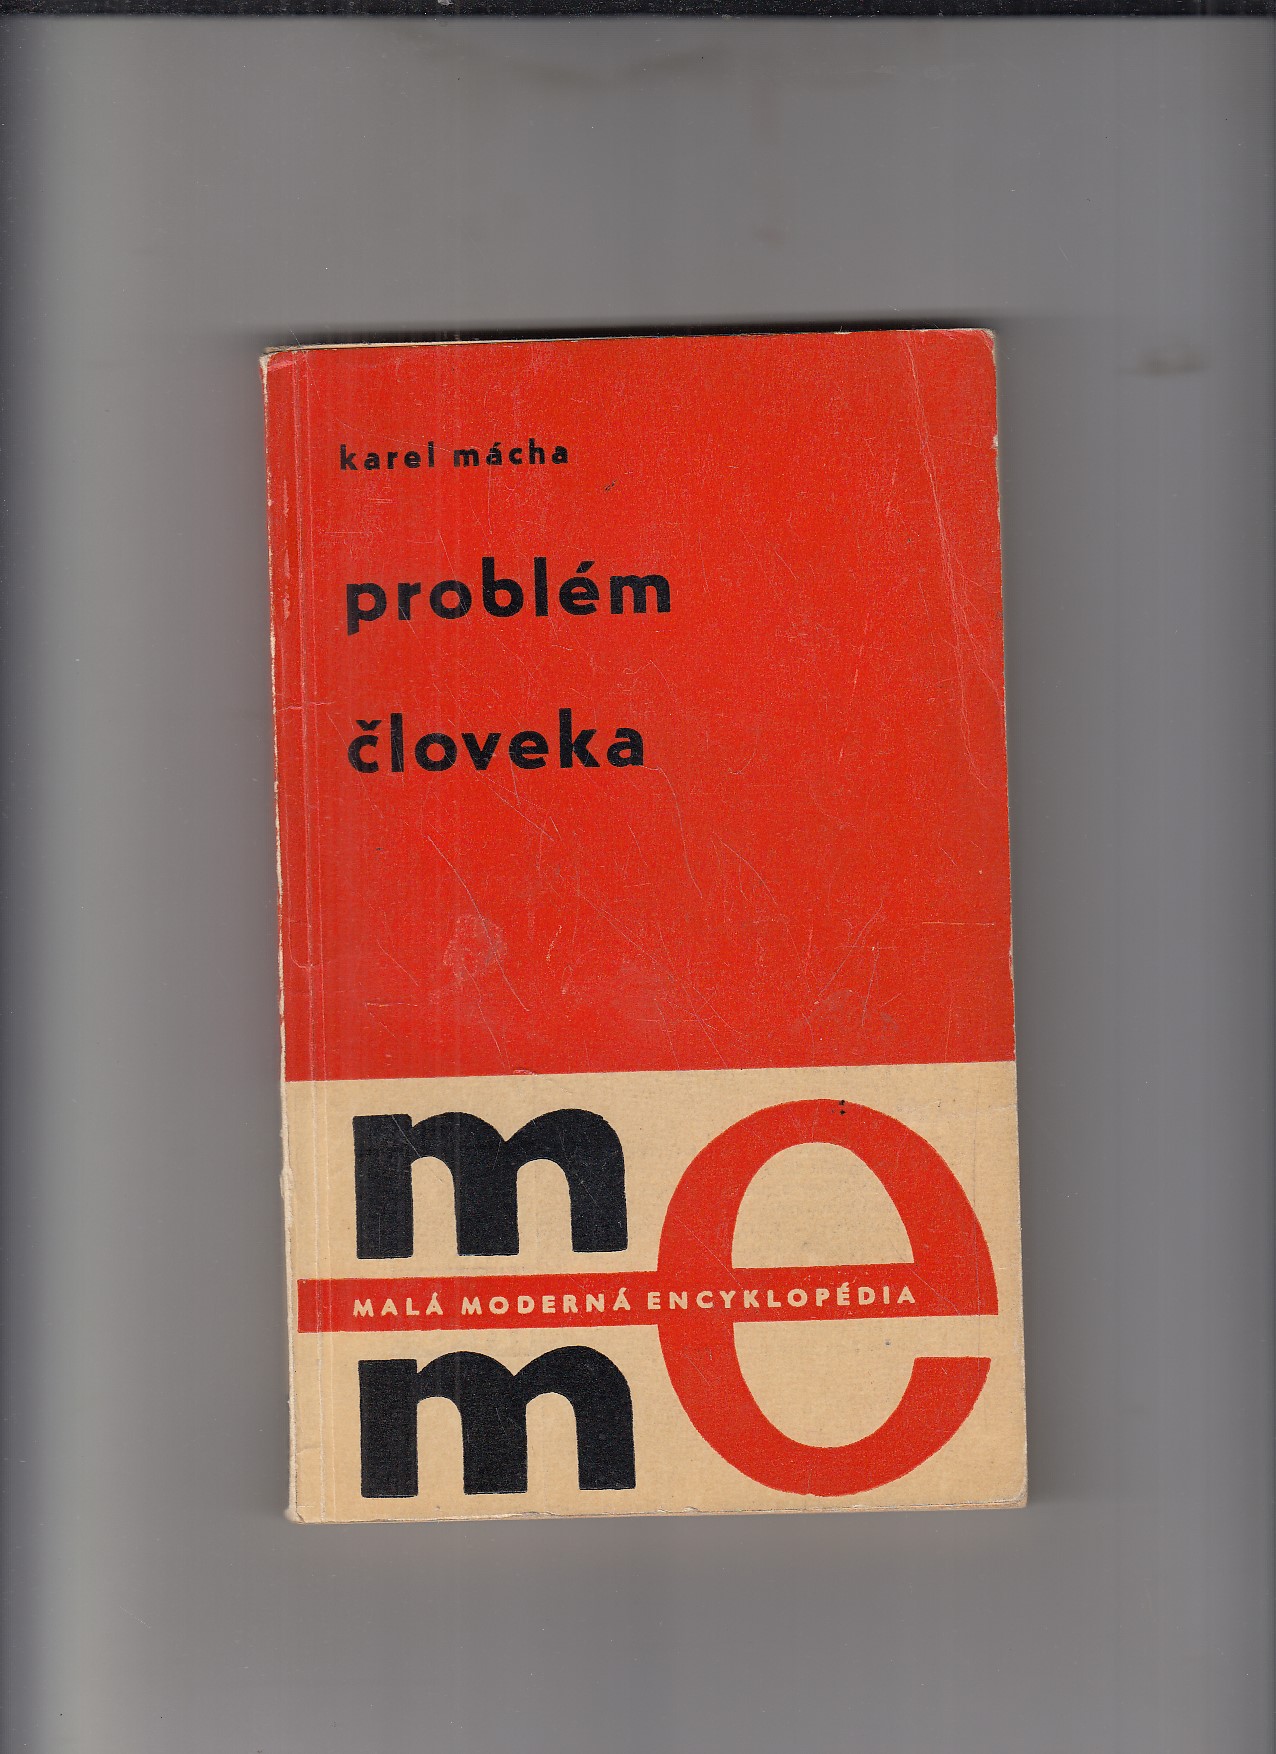 karel mácha
problém
človeka
m e
MALÁ MODERNÁ ENCYKLOPÉDIA
m